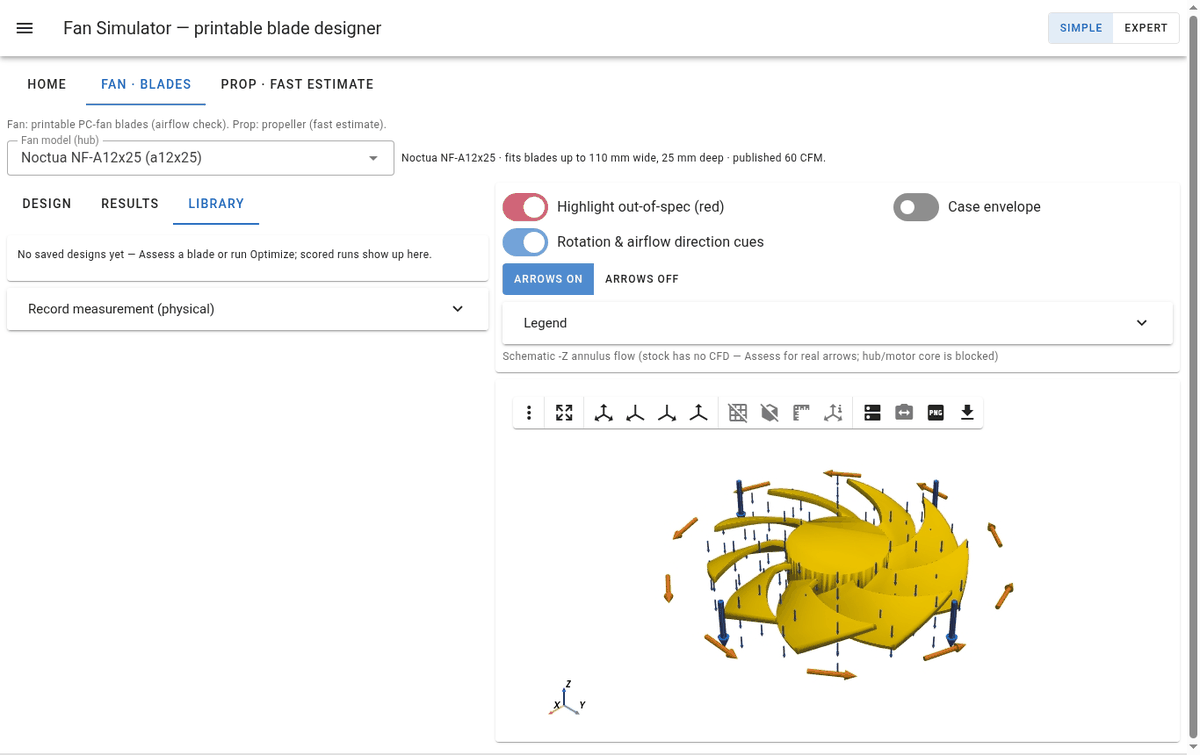 Fan Simulator — printable blade designer
SIMPLE
EXPERT
HOME
FAN · BLADES
PROP · FAST ESTIMATE
Fan: printable PC-fan blades (airflow check). Prop: propeller (fast estimate).
Fan model (hub)
Noctua NF-A12x25 (a12x25)
Noctua NF-A12x25 · fits blades up to 110 mm wide, 25 mm deep · published 60 CFM.
DESIGN
RESULTS
LIBRARY
No saved designs yet — Assess a blade or run Optimize; scored runs show up here.
Record measurement (physical)
Highlight out-of-spec (red)
Case envelope
Rotation & airflow direction cues
ARROWS ON
ARROWS OFF
Legend
Schematic -Z annulus flow (stock has no CFD — Assess for real arrows; hub/motor core is blocked)
PNG
Z
X
Y